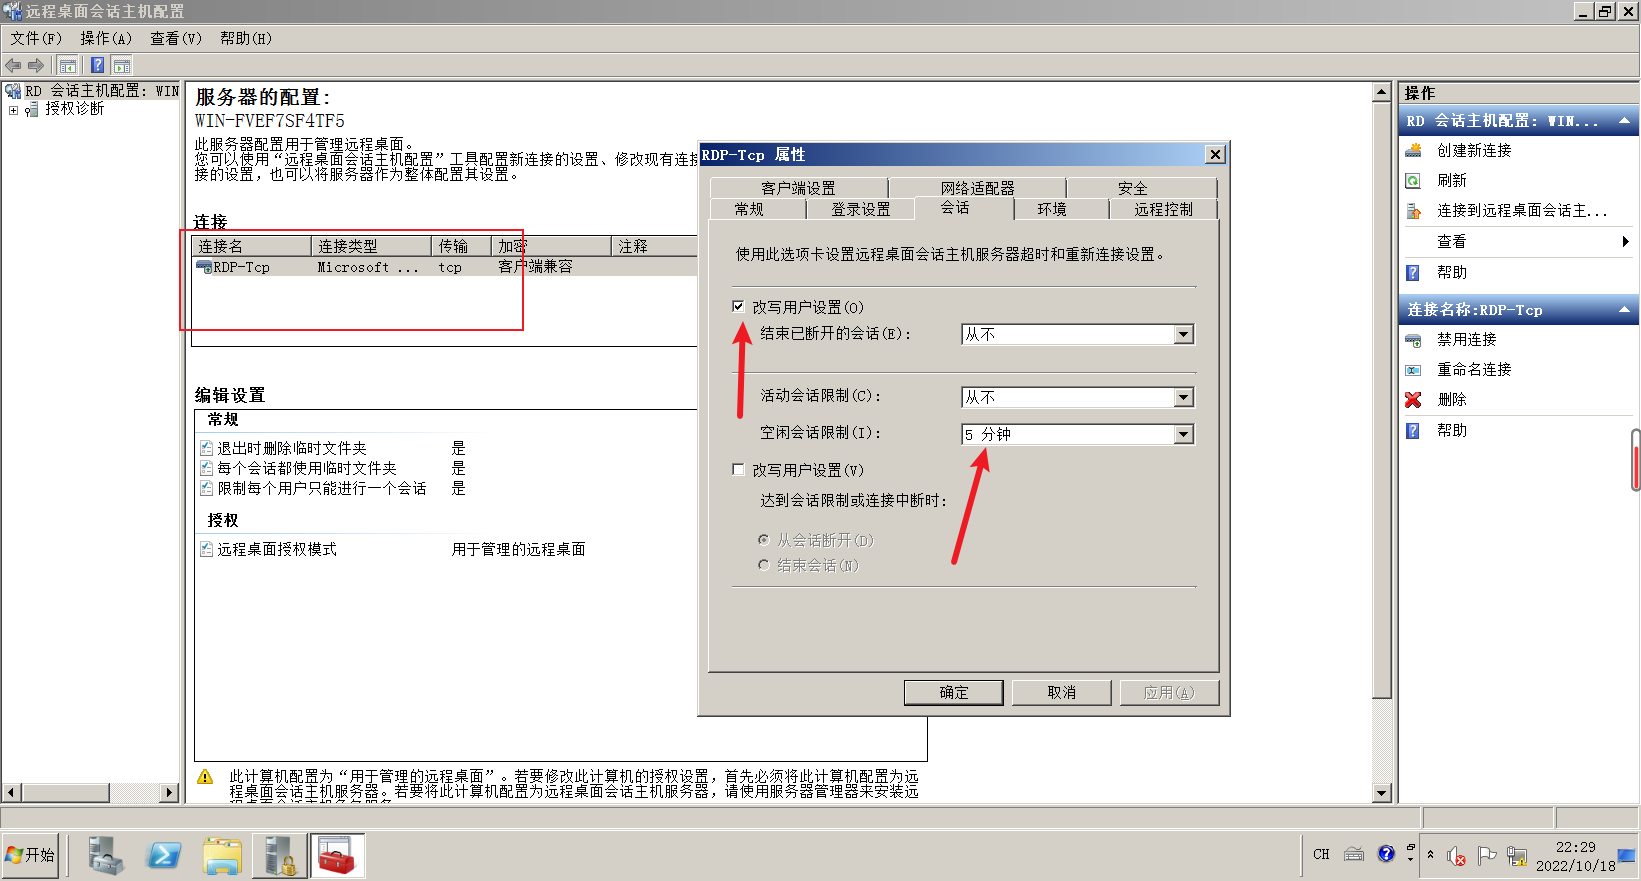 远程桌面会话主机配置
文件(F) 操作(A) 查看(V) 帮助(H)
RD 会话主机配置: WIN
授权诊断
服务器的配置:
WIN-FVEF7SF4TF5
此服务器配置用于管理远程桌面。
您可以使用“远程桌面会话主机配置”工具配置新连接的设置、修改现有连接
接的设置，也可以将服务器作为整体配置其设置。
连接
连接名 连接类型 传输 加密 注释
RDP-Tcp Microsoft ... tcp 客户端兼容
编辑设置
常规
退出时删除临时文件夹 是
每个会话都使用临时文件夹 是
限制每个用户只能进行一个会话 是
授权
远程桌面授权模式 用于管理的远程桌面
此计算机配置为“用于管理的远程桌面”。若要修改此计算机的授权设置，首先必须将此计算机配置为远
程桌面会话主机服务器。若要将此计算机配置为远程桌面会话主机服务器，请使用服务器管理器来安装远
RDP-Tcp 属性
客户端设置 网络适配器 安全
常规 登录设置 会话 环境 远程控制
使用此选项卡设置远程桌面会话主机服务器超时和重新连接设置。
改写用户设置(O)
结束已断开的会话(E): 从不
活动会话限制(C): 从不
空闲会话限制(I): 5 分钟
改写用户设置(V)
达到会话限制或连接中断时:
从会话断开(D)
结束会话(N)
确定 取消 应用(A)
操作
RD 会话主机配置: WIN...
创建新连接
刷新
连接到远程桌面会话主...
查看
帮助
连接名称:RDP-Tcp
禁用连接
重命名连接
删除
帮助
开始
CH
22:29
2022/10/18